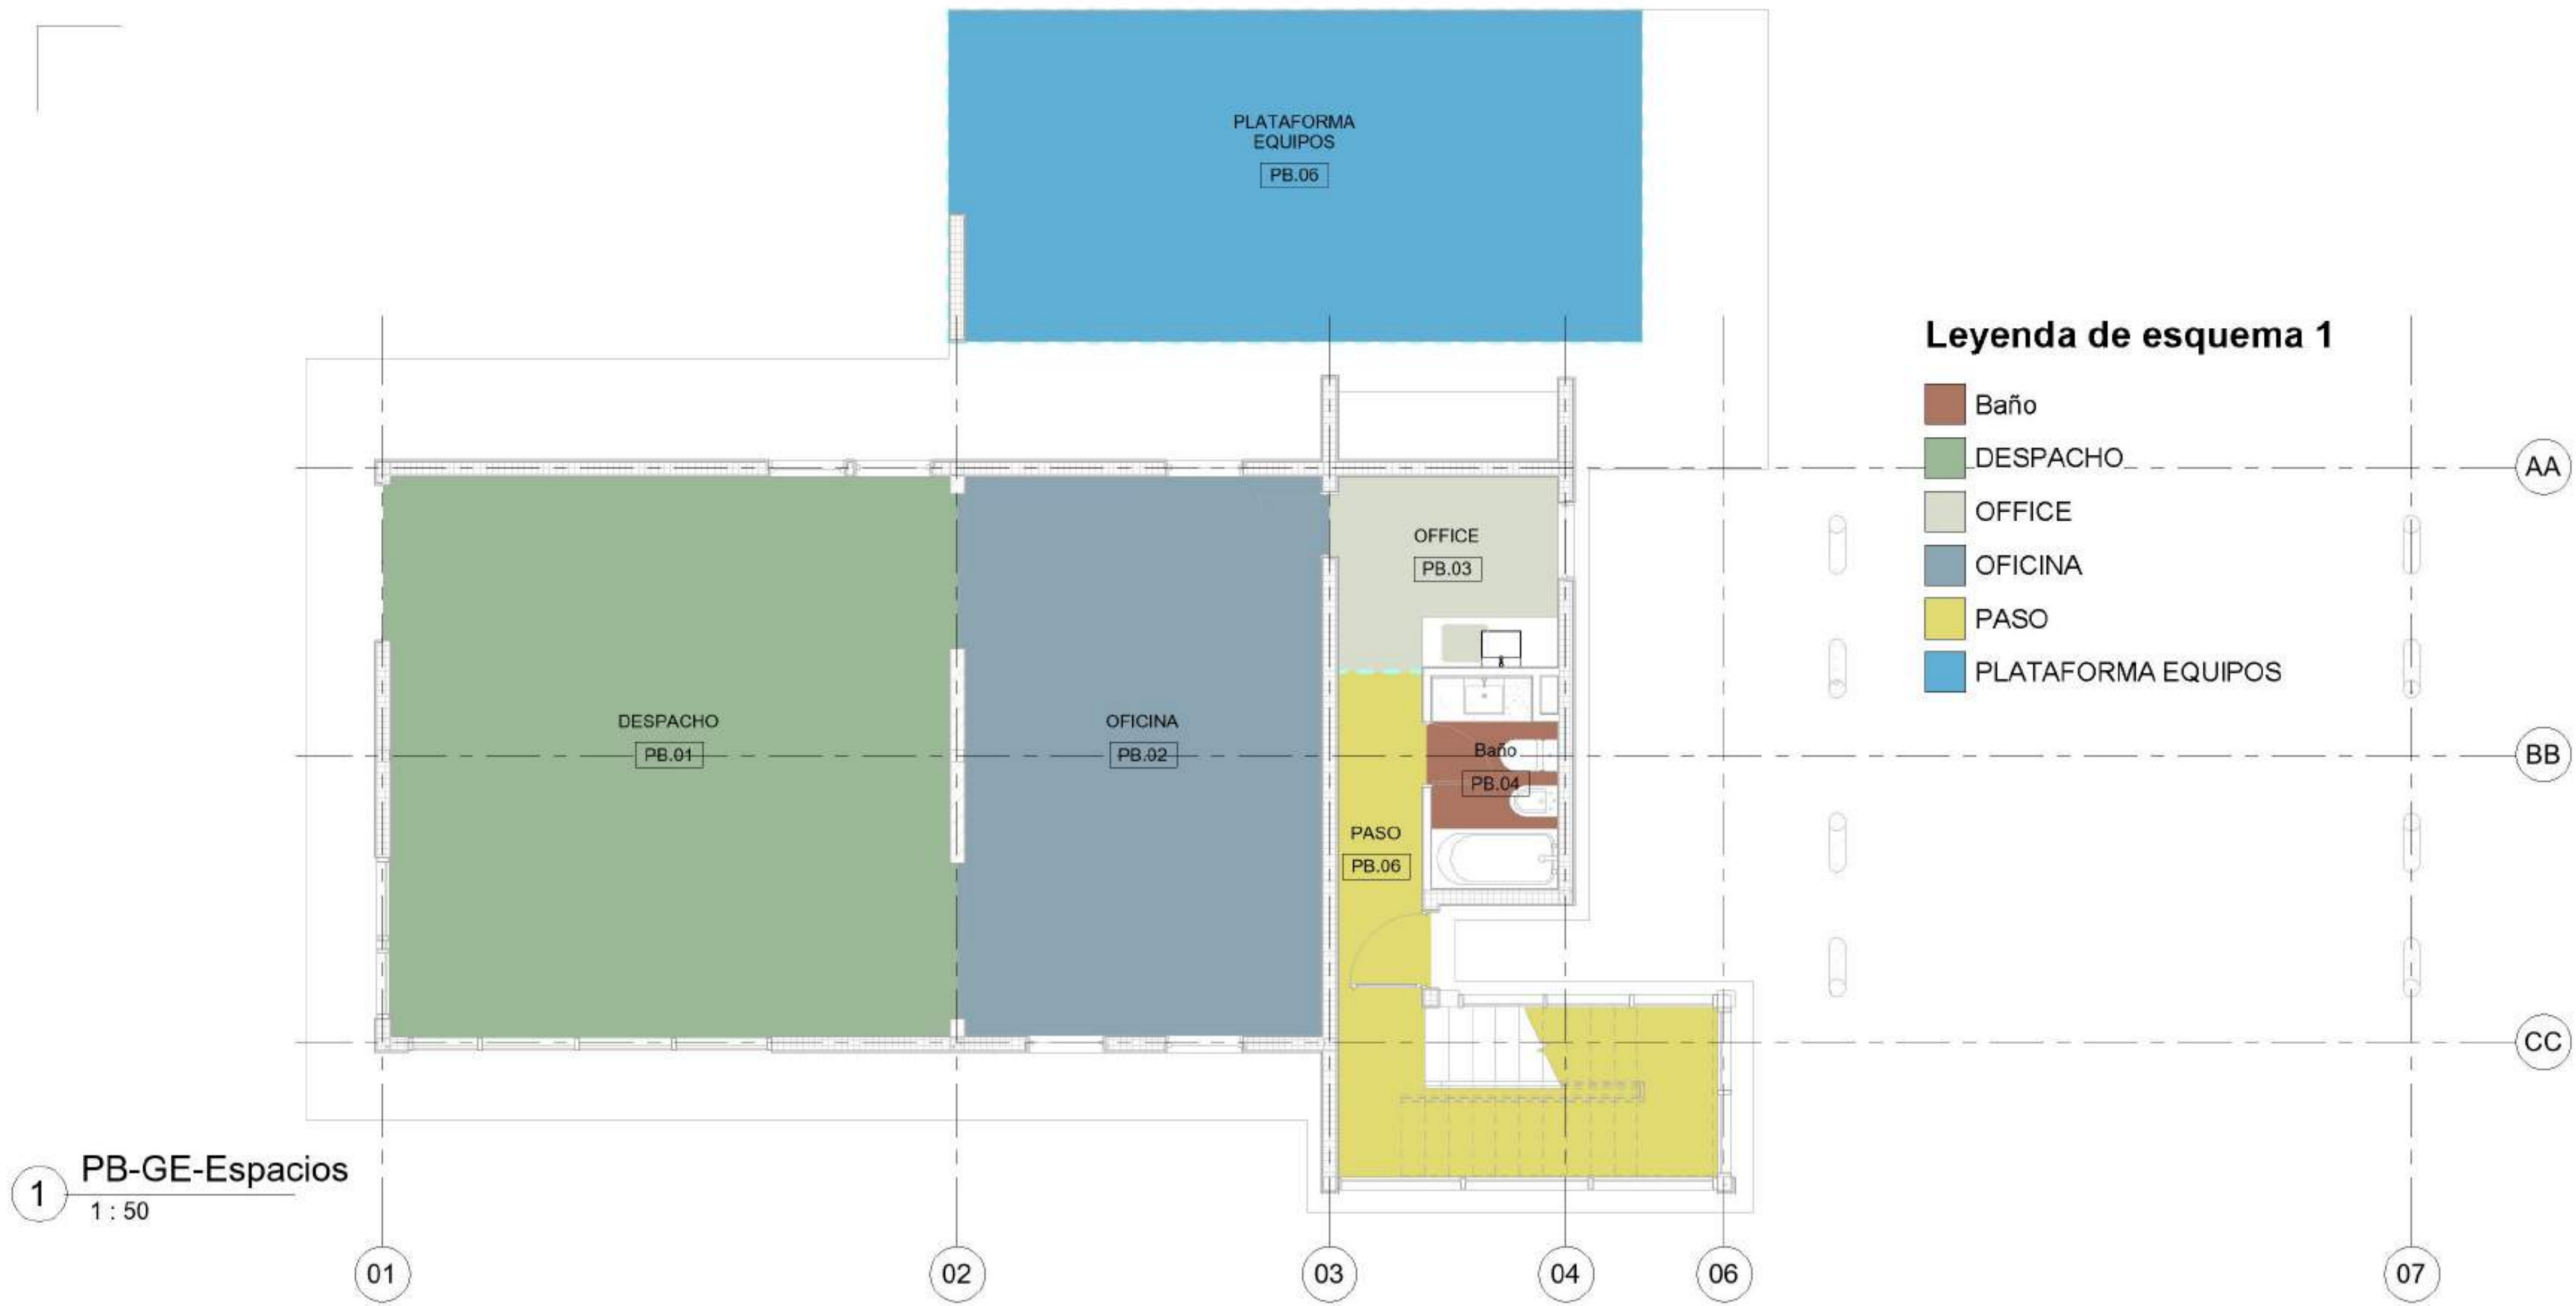 PLATAFORMA
EQUIPOS
PB.06
Leyenda de esquema 1
Baño
DESPACHO
OFFICE
OFICINA
PASO
PLATAFORMA EQUIPOS
AA
BB
CC
OFFICE
PB.03
DESPACHO
PB.01
OFICINA
PB.02
Baño
PB.04
PASO
PB.06
1
PB-GE-Espacios
1 : 50
01
02
03
04
06
07